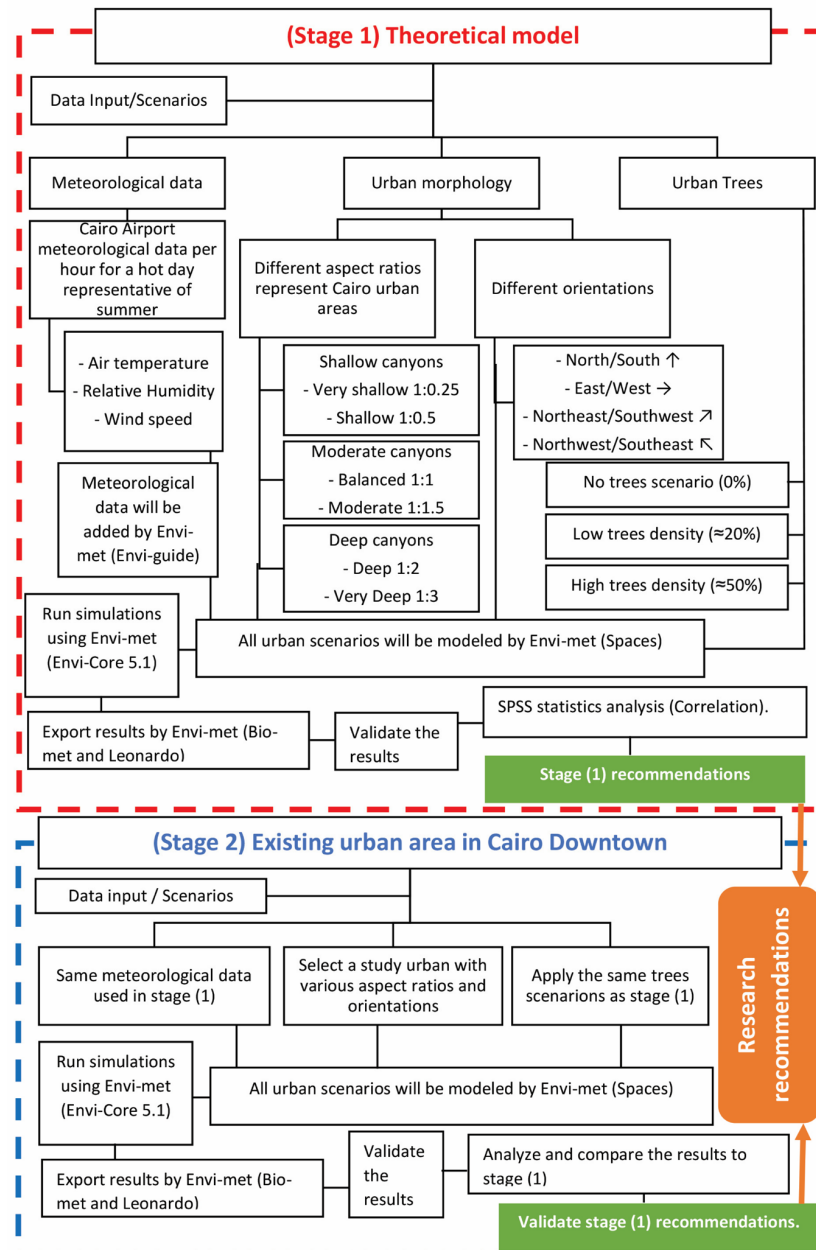 (Stage 1) Theoretical model
Data Input/Scenarios
Meteorological data
Urban morphology
Urban Trees
Cairo Airport
meteorological data per
hour for a hot day
representative of
summer
Different aspect ratios
represent Cairo urban
areas
Different orientations
- Air temperature
- Relative Humidity
- Wind speed
Shallow canyons
- Very shallow 1:0.25
- Shallow 1:0.5
- North/South ↑
- East/West →
- Northeast/Southwest ↗
- Northwest/Southeast ↖
Meteorological
data will be
added by Envi-
met (Envi-guide)
Moderate canyons
- Balanced 1:1
- Moderate 1:1.5
No trees scenario (0%)
Low trees density (≈20%)
High trees density (≈50%)
Deep canyons
- Deep 1:2
- Very Deep 1:3
Run simulations
using Envi-met
(Envi-Core 5.1)
All urban scenarios will be modeled by Envi-met (Spaces)
Export results by Envi-met (Bio-
met and Leonardo)
Validate the
results
SPSS statistics analysis (Correlation).
Stage (1) recommendations
(Stage 2) Existing urban area in Cairo Downtown
Data input / Scenarios
Same meteorological data
used in stage (1)
Select a study urban with
various aspect ratios and
orientations
Apply the same trees
scenarions as stage (1)
Research
recommendations
Run simulations
using Envi-met
(Envi-Core 5.1)
All urban scenarios will be modeled by Envi-met (Spaces)
Export results by Envi-met (Bio-
met and Leonardo)
Validate
the
results
Analyze and compare the results to
stage (1)
Validate stage (1) recommendations.